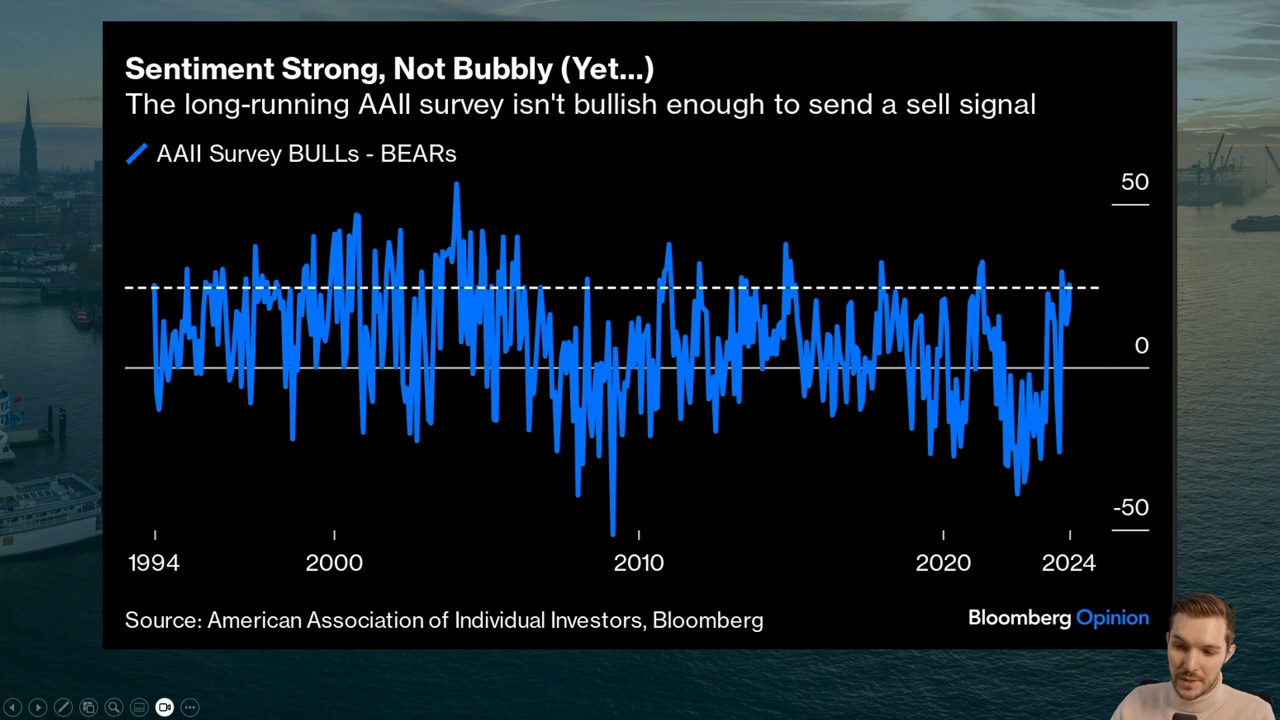 Sentiment Strong, Not Bubbly (Yet...)
The long-running AAII survey isn't bullish enough to send a sell signal
AAII Survey BULLs - BEARs
50
0
-50
1994 2000 2010 2020 2024
Source: American Association of Individual Investors, Bloomberg
Bloomberg Opinion